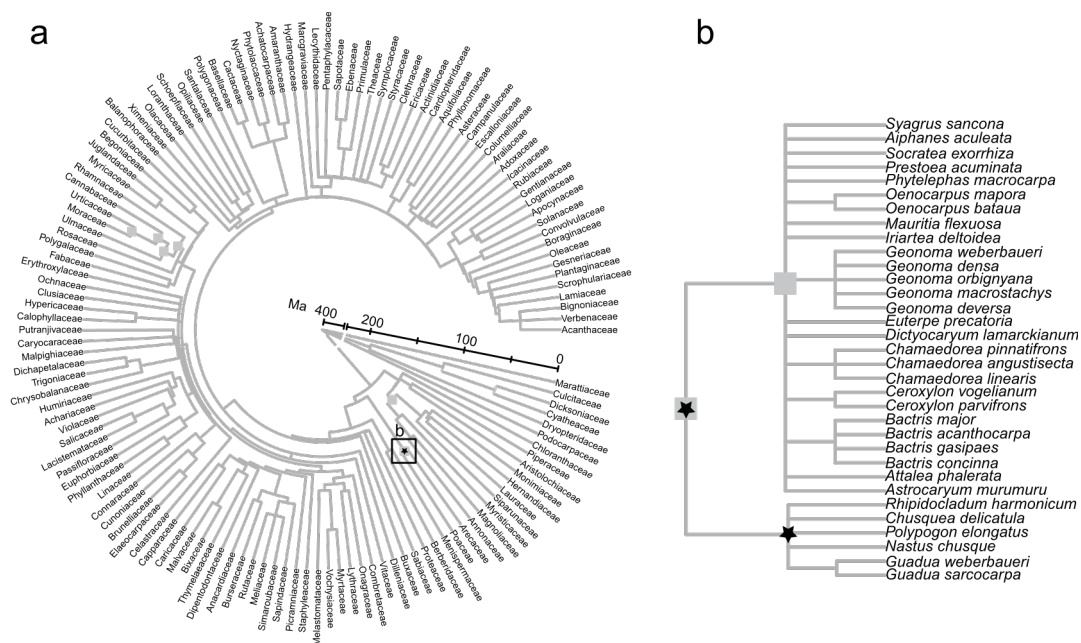 a
b
Acanthaceae
Verbenaceae
Bignoniaceae
Lamiaceae
Scrophulariaceae
Plantaginaceae
Gesneriaceae
Oleaceae
Boraginaceae
Convolvulaceae
Solanaceae
Apocynaceae
Loganiaceae
Gentianaceae
Rubiaceae
Icacinaceae
Adoxaceae
Araliaceae
Columelliaceae
Escalloniaceae
Campanulaceae
Asteraceae
Phyllonomaceae
Aquifoliaceae
Cardiopteridaceae
Actinidiaceae
Ericaceae
Clethraceae
Styracaceae
Symplocaceae
Theaceae
Primulaceae
Ebenaceae
Sapotaceae
Pentaphylacaceae
Lecythidaceae
Marcgraviaceae
Hydrangeaceae
Amaranthaceae
Achatocarpaceae
Phytolaccaceae
Nyctaginaceae
Cactaceae
Basellaceae
Polygonaceae
Santalaceae
Opiliaceae
Schoepfiaceae
Loranthaceae
Olacaceae
Ximeniaceae
Balanophoraceae
Cucurbitaceae
Begoniaceae
Juglandaceae
Myricaceae
Rhamnaceae
Cannabaceae
Urticaceae
Moraceae
Ulmaceae
Rosaceae
Polygalaceae
Fabaceae
Erythroxylaceae
Ochnaceae
Clusiaceae
Hypericaceae
Calophyllaceae
Putranjivaceae
Caryocaraceae
Malpighiaceae
Dichapetalaceae
Trigoniaceae
Chrysobalanaceae
Humiriaceae
Achariaceae
Violaceae
Salicaceae
Lacistemataceae
Passifloraceae
Euphorbiaceae
Phyllanthaceae
Linaceae
Connaraceae
Cunoniaceae
Brunelliaceae
Elaeocarpaceae
Celastraceae
Capparaceae
Caricaceae
Malvaceae
Bixaceae
Thymelaeaceae
Dipentodontaceae
Anacardiaceae
Burseraceae
Rutaceae
Meliaceae
Simaroubaceae
Sapindaceae
Picramniaceae
Staphyleaceae
Melastomataceae
Vochysiaceae
Myrtaceae
Lythraceae
Onagraceae
Combretaceae
Vitaceae
Dilleniaceae
Buxaceae
Sabiaceae
Proteaceae
Berberidaceae
Menispermaceae
Poaceae
Arecaceae
Annonaceae
Magnoliaceae
Myristicaceae
Siparunaceae
Lauraceae
Hernandiaceae
Monimiaceae
Aristolochiaceae
Piperaceae
Chloranthaceae
Podocarpaceae
Dryopteridaceae
Cyatheaceae
Dicksoniaceae
Culcitaceae
Marattiaceae
Ma
400
200
100
0
b
Syagrus sancona
Aiphanes aculeata
Socratea exorrhiza
Prestoea acuminata
Phytelephas macrocarpa
Oenocarpus mapora
Oenocarpus bataua
Mauritia flexuosa
Iriartea deltoidea
Geonoma weberbaueri
Geonoma densa
Geonoma orbignyana
Geonoma macrostachys
Geonoma deversa
Euterpe precatoria
Dictyocaryum lamarckianum
Chamaedorea pinnatifrons
Chamaedorea angustisecta
Chamaedorea linearis
Ceroxylon vogelianum
Ceroxylon parvifrons
Bactris major
Bactris acanthocarpa
Bactris gasipaes
Bactris concinna
Attalea phalerata
Astrocaryum murumuru
Rhipidocladum harmonicum
Chusquea delicatula
Polypogon elongatus
Nastus chusque
Guadua weberbaueri
Guadua sarcocarpa